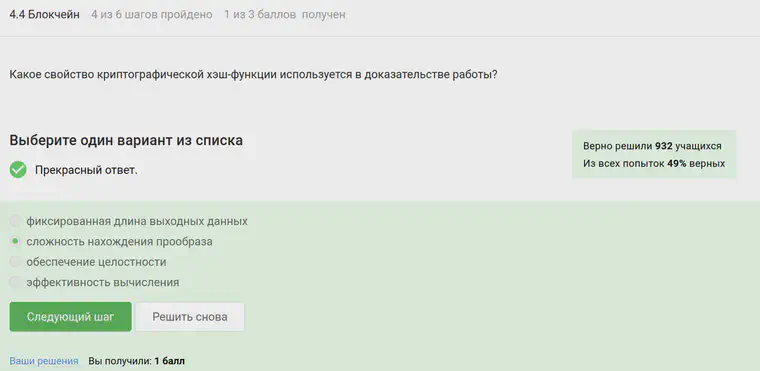 4.4 Блокчейн 4 из 6 шагов пройдено 1 из 3 баллов получен
Какое свойство криптографической хэш-функции используется в доказательстве работы?
Выберите один вариант из списка
Прекрасный ответ.
Верно решили 932 учащихся
Из всех попыток 49% верных
фиксированная длина выходных данных
сложность нахождения прообраза
обеспечение целостности
эффективность вычисления
Следующий шаг Решить снова
Ваши решения Вы получили: 1 балл